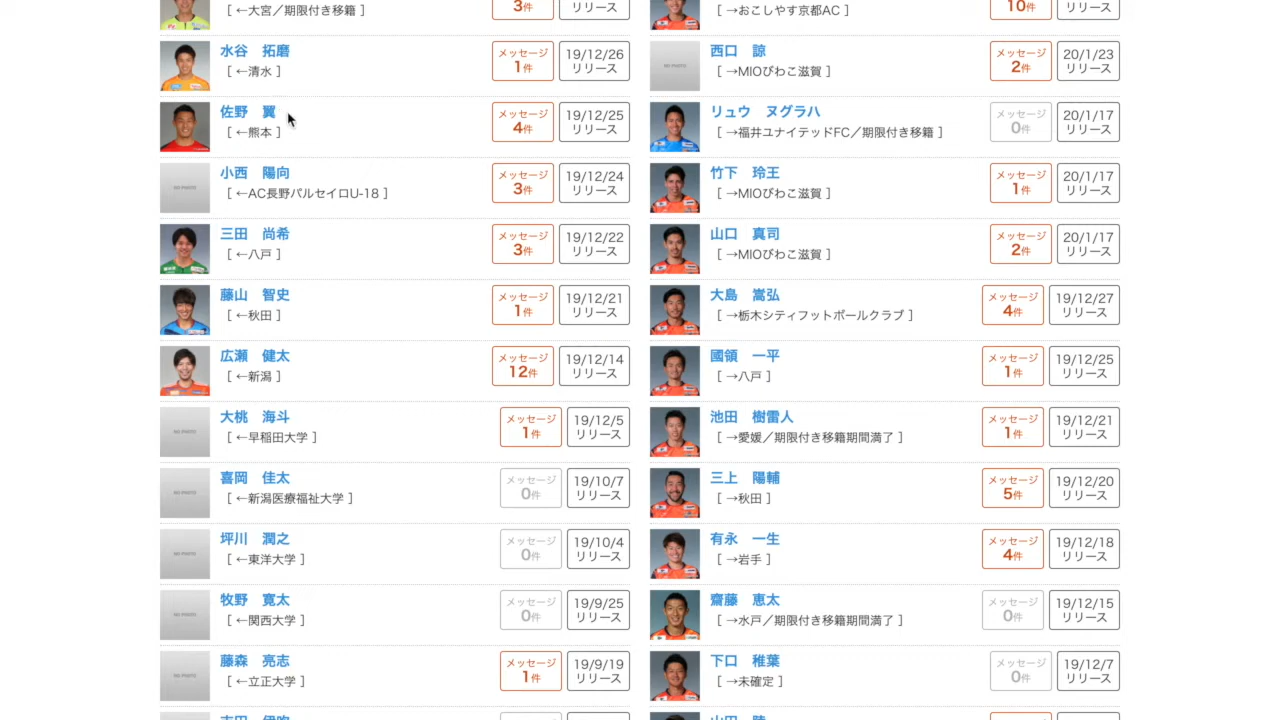 [ ←大宮／期限付き移籍 ]
3件
リリース
水谷　拓磨
[ ←清水 ]
メッセージ
1件
19/12/26
リリース
佐野　翼
[ ←熊本 ]
メッセージ
4件
19/12/25
リリース
NO PHOTO
小西　陽向
[ ←AC長野パルセイロU-18 ]
メッセージ
3件
19/12/24
リリース
三田　尚希
[ ←八戸 ]
メッセージ
3件
19/12/22
リリース
藤山　智史
[ ←秋田 ]
メッセージ
1件
19/12/21
リリース
広瀬　健太
[ ←新潟 ]
メッセージ
12件
19/12/14
リリース
NO PHOTO
大桃　海斗
[ ←早稲田大学 ]
メッセージ
1件
19/12/5
リリース
NO PHOTO
喜岡　佳太
[ ←新潟医療福祉大学 ]
メッセージ
0件
19/10/7
リリース
NO PHOTO
坪川　潤之
[ ←東洋大学 ]
メッセージ
0件
19/10/4
リリース
NO PHOTO
牧野　寛太
[ ←関西大学 ]
メッセージ
0件
19/9/25
リリース
NO PHOTO
藤森　亮志
[ ←立正大学 ]
メッセージ
1件
19/9/19
リリース
[ →おこしやす京都AC ]
10件
リリース
NO PHOTO
西口　諒
[ →MIOびわこ滋賀 ]
メッセージ
2件
20/1/23
リリース
リュウ　ヌグラハ
[ →福井ユナイテッドFC／期限付き移籍 ]
メッセージ
0件
20/1/17
リリース
竹下　玲王
[ →MIOびわこ滋賀 ]
メッセージ
1件
20/1/17
リリース
山口　真司
[ →MIOびわこ滋賀 ]
メッセージ
2件
20/1/17
リリース
大島　嵩弘
[ →栃木シティフットボールクラブ ]
メッセージ
4件
19/12/27
リリース
國領　一平
[ →八戸 ]
メッセージ
1件
19/12/25
リリース
池田　樹雷人
[ →愛媛／期限付き移籍期間満了 ]
メッセージ
1件
19/12/21
リリース
三上　陽輔
[ →秋田 ]
メッセージ
5件
19/12/20
リリース
有永　一生
[ →岩手 ]
メッセージ
4件
19/12/18
リリース
齋藤　恵太
[ →水戸／期限付き移籍期間満了 ]
メッセージ
0件
19/12/15
リリース
下口　稚葉
[ →未確定 ]
メッセージ
0件
19/12/7
リリース